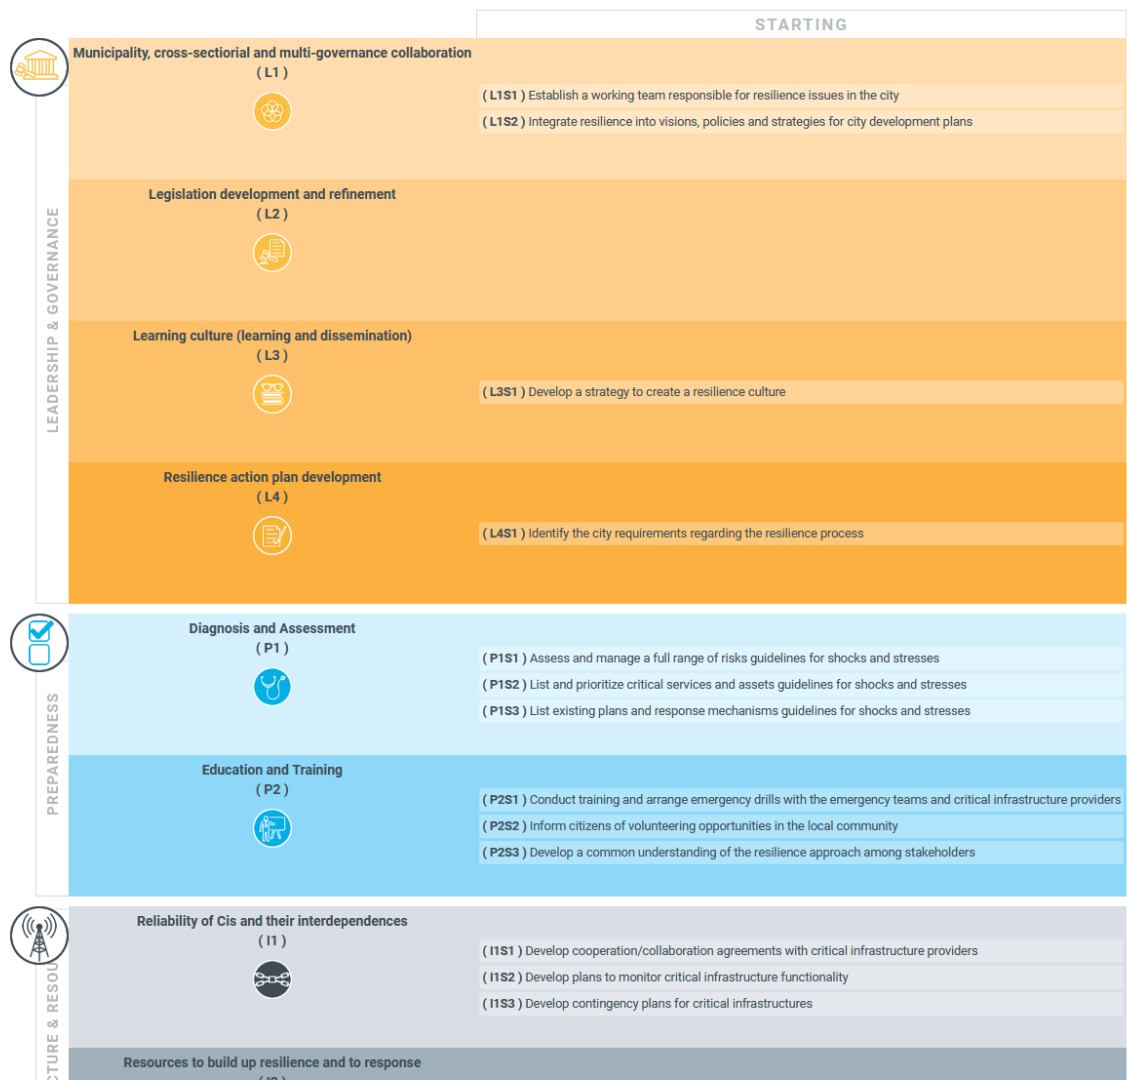 STARTING
LEADERSHIP & GOVERNANCE
Municipality, cross-sectiorial and multi-governance collaboration
( L1 )
( L1S1 ) Establish a working team responsible for resilience issues in the city
( L1S2 ) Integrate resilience into visions, policies and strategies for city development plans
Legislation development and refinement
( L2 )
Learning culture (learning and dissemination)
( L3 )
( L3S1 ) Develop a strategy to create a resilience culture
Resilience action plan development
( L4 )
( L4S1 ) Identify the city requirements regarding the resilience process
PREPAREDNESS
Diagnosis and Assessment
( P1 )
( P1S1 ) Assess and manage a full range of risks guidelines for shocks and stresses
( P1S2 ) List and prioritize critical services and assets guidelines for shocks and stresses
( P1S3 ) List existing plans and response mechanisms guidelines for shocks and stresses
Education and Training
( P2 )
( P2S1 ) Conduct training and arrange emergency drills with the emergency teams and critical infrastructure providers
( P2S2 ) Inform citizens of volunteering opportunities in the local community
( P2S3 ) Develop a common understanding of the resilience approach among stakeholders
CTURE & RESOU
Reliability of Cis and their interdependences
( I1 )
( I1S1 ) Develop cooperation/collaboration agreements with critical infrastructure providers
( I1S2 ) Develop plans to monitor critical infrastructure functionality
( I1S3 ) Develop contingency plans for critical infrastructures
Resources to build up resilience and to response